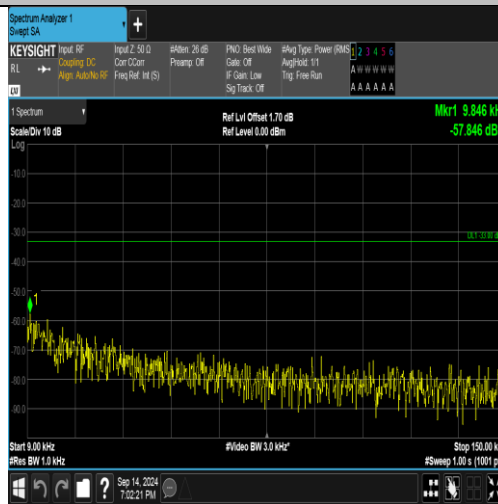 Spectrum Analyzer 1
Swept SA
+
KEYSIGHT Input: RF Input Z: 50 Ω #Atten: 26 dB PNO: Best Wide #Avg Type: Power (RMS 1 2 3 4 5 6
RL Coupling: DC Corr CCorr Preamp: Off Gate: Off Avg|Hold: 1/1 A W W W W W
Align: Auto/No RF Freq Ref: Int (S) IF Gain: Low Trig: Free Run
Sig Track: Off A A A A A A
1 Spectrum
Ref Lvl Offset 1.70 dB Mkr1 9.846 k
Scale/Div 10 dB Ref Level 0.00 dBm -57.846 dB
Log
-10.0
-20.0
-30.0
DL1 -33.00
-40.0
-50.0
1
-60.0
-70.0
-80.0
-90.0
Start 9.00 kHz #Video BW 3.0 kHz* Stop 150.00 k
#Res BW 1.0 kHz #Sweep 1.00 s (1001 p
? Sep 14, 2024
7:02:21 PM